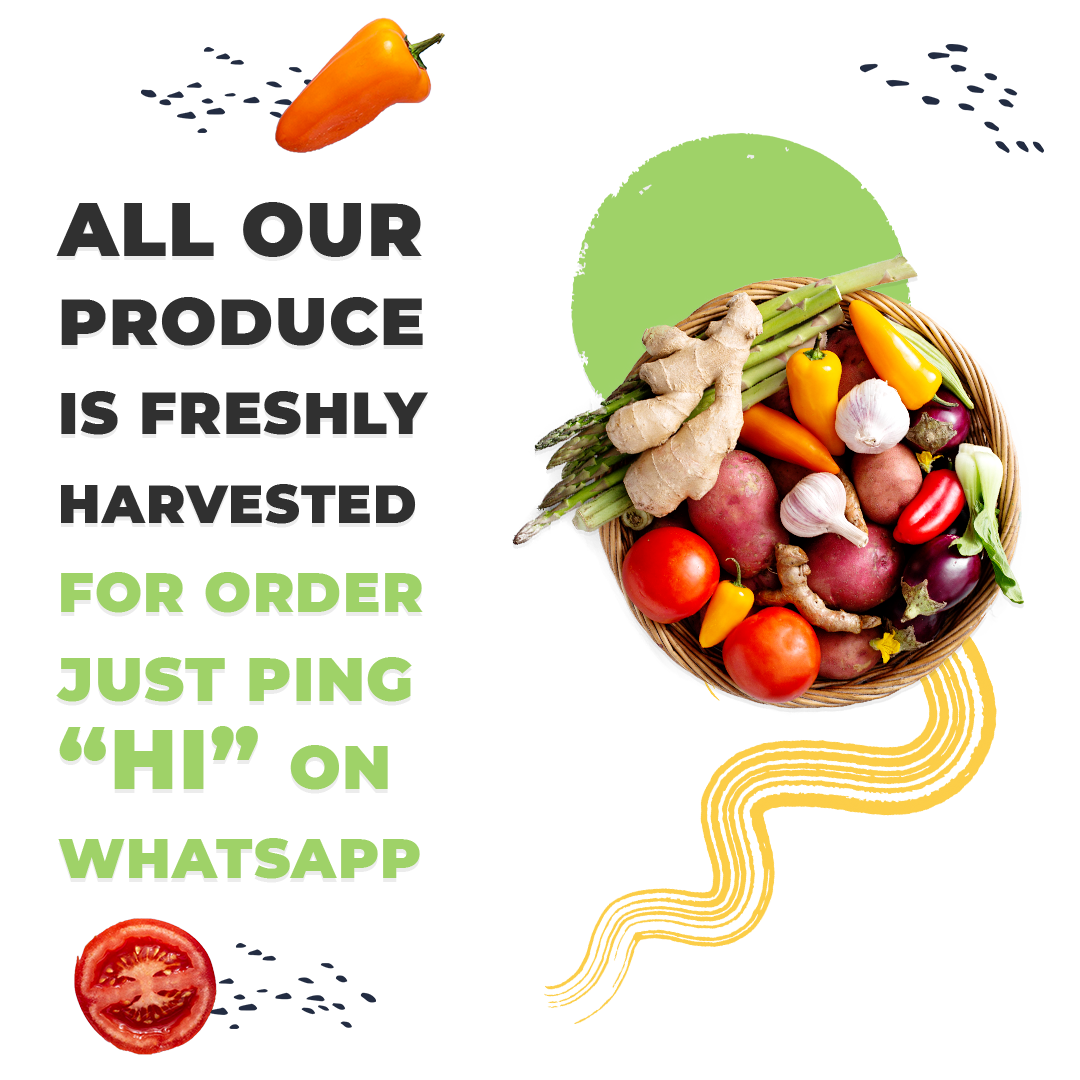 ALL OUR
PRODUCE
IS FRESHLY
HARVESTED
FOR ORDER
JUST PING
“HI” ON
WHATSAPP